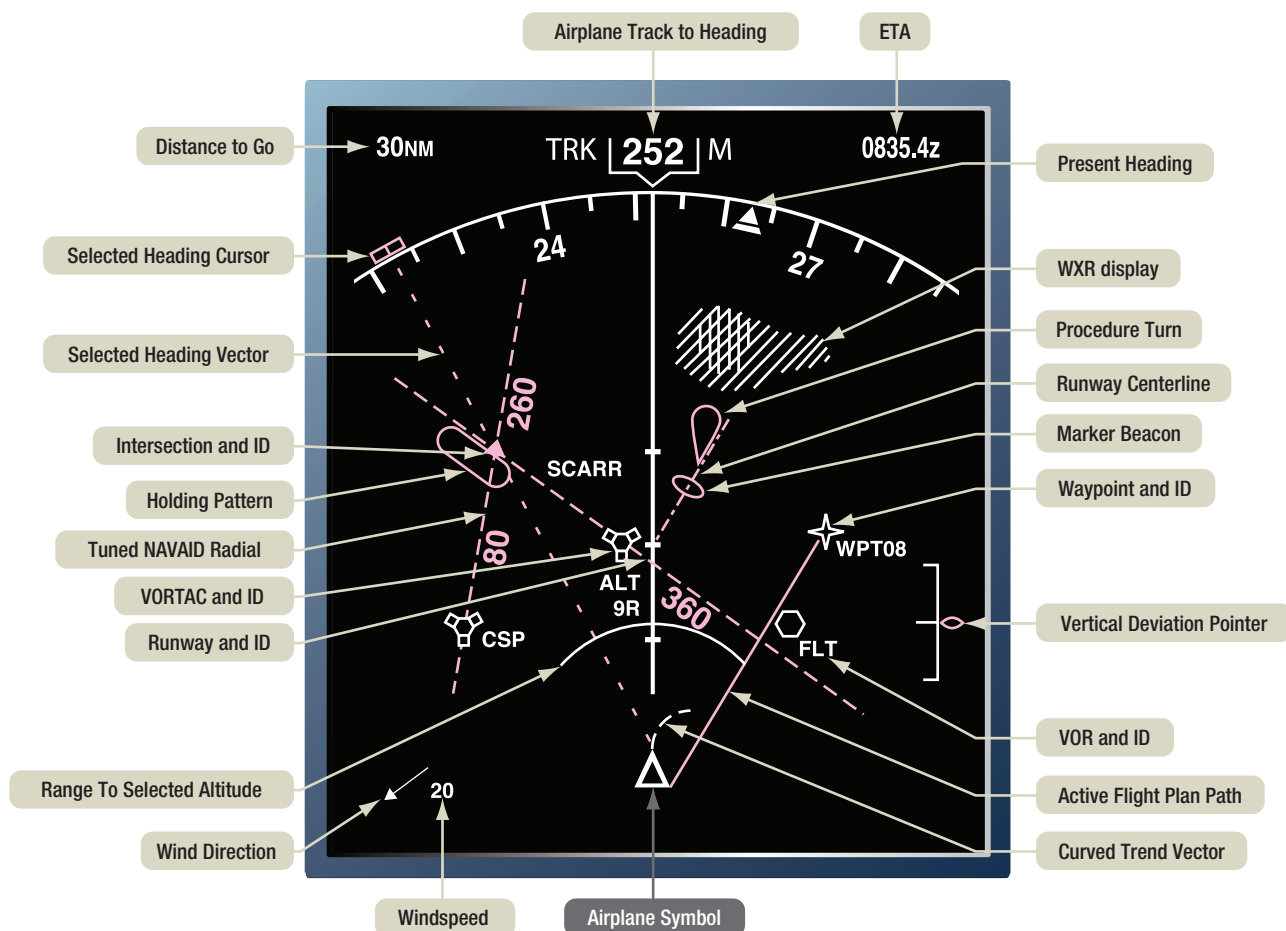 Airplane Track to Heading
ETA
Distance to Go
30NM
TRK 252 M
0835.4z
Present Heading
Selected Heading Cursor
24
27
WXR display
Selected Heading Vector
Procedure Turn
Runway Centerline
260
Intersection and ID
Marker Beacon
SCARR
Holding Pattern
Waypoint and ID
Tuned NAVAID Radial
80
WPT08
VORTAC and ID
ALT
9R
360
Runway and ID
CSP
FLT
Vertical Deviation Pointer
VOR and ID
Range To Selected Altitude
20
Active Flight Plan Path
Wind Direction
Curved Trend Vector
Windspeed
Airplane Symbol